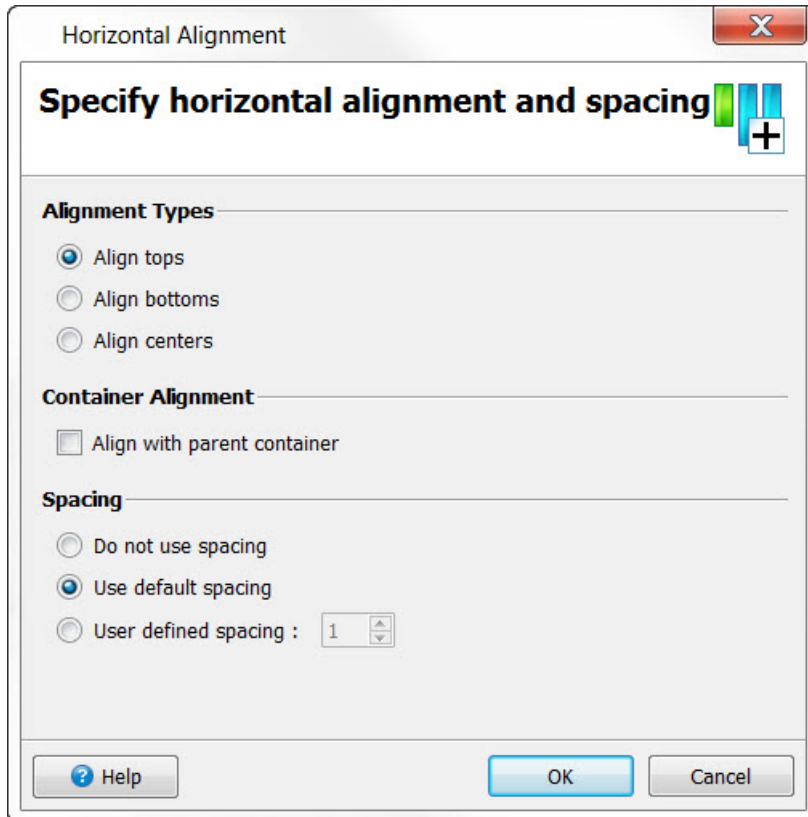 Horizontal Alignment
Specify horizontal alignment and spacing
Alignment Types
Align tops
Align bottoms
Align centers
Container Alignment
Align with parent container
Spacing
Do not use spacing
Use default spacing
User defined spacing : 1
Help OK Cancel